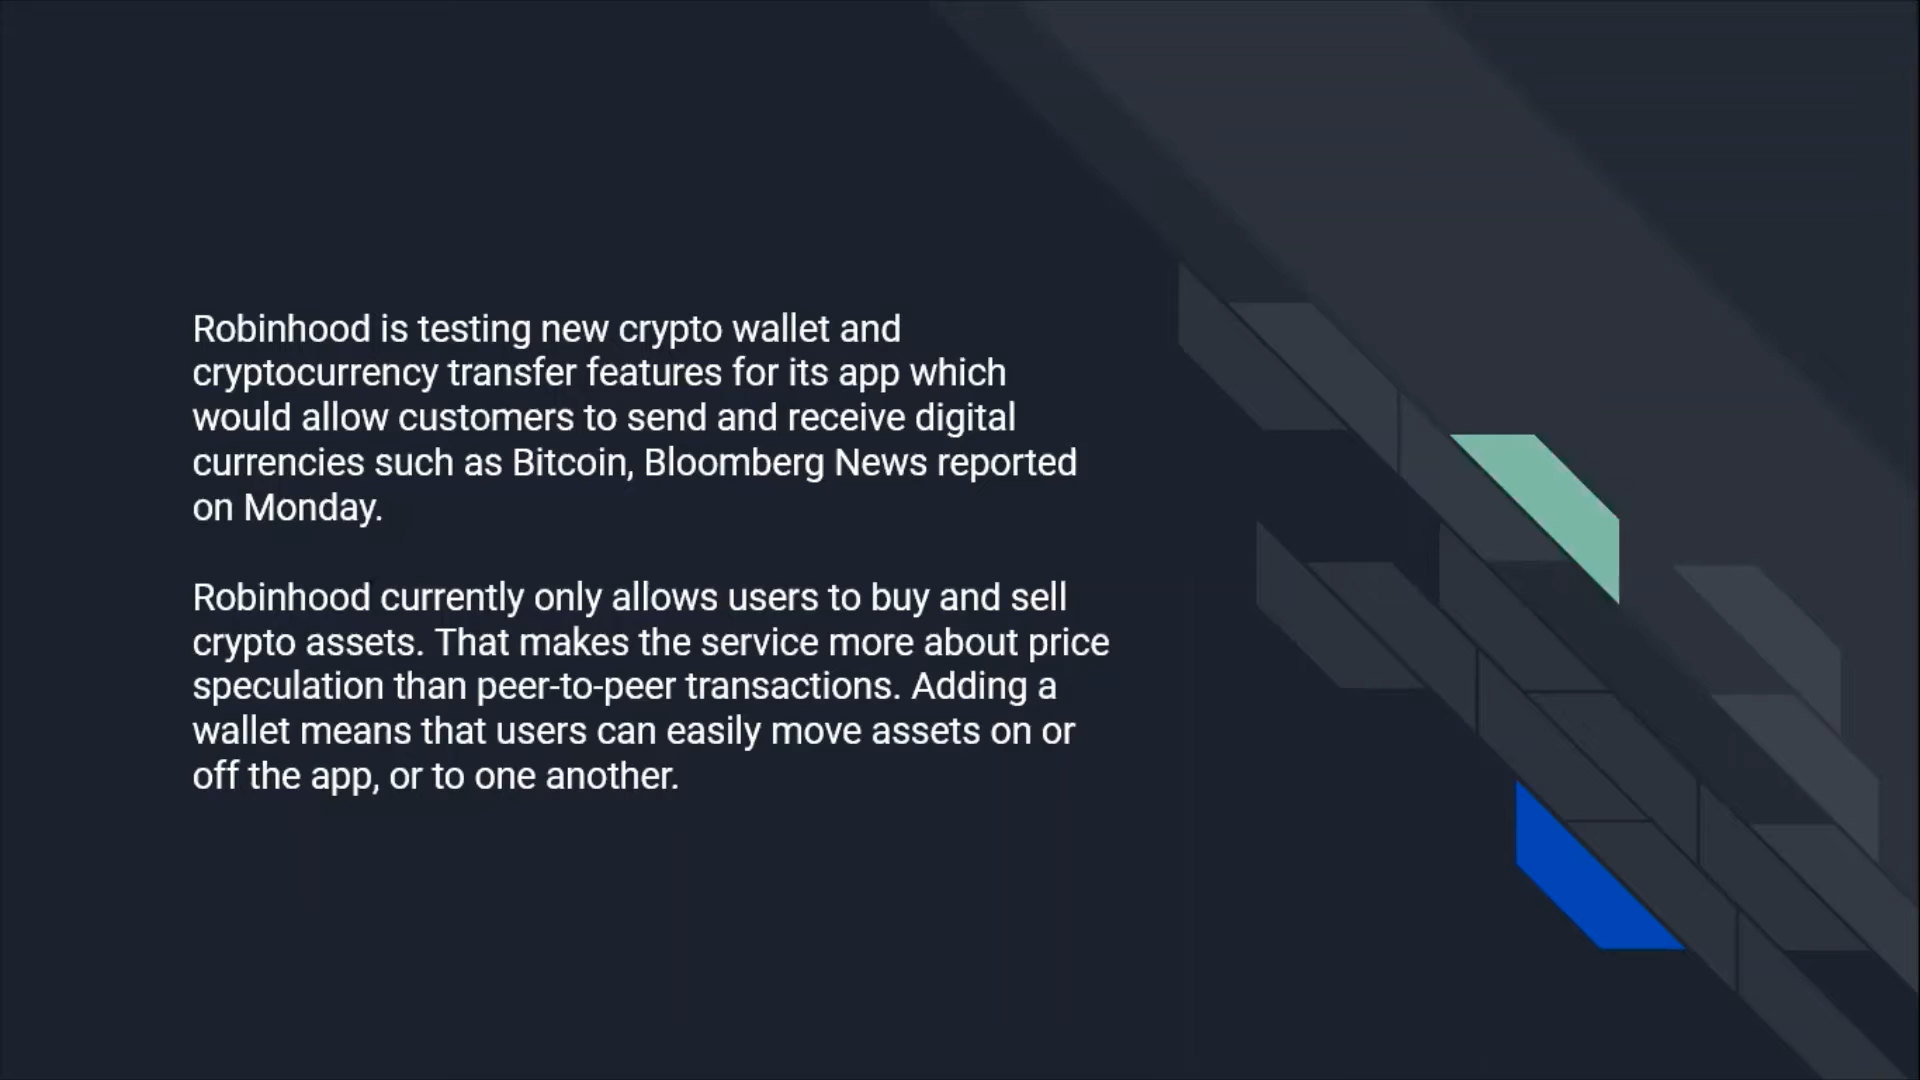 Robinhood is testing new crypto wallet and
cryptocurrency transfer features for its app which
would allow customers to send and receive digital
currencies such as Bitcoin, Bloomberg News reported
on Monday.
Robinhood currently only allows users to buy and sell
crypto assets. That makes the service more about price
speculation than peer-to-peer transactions. Adding a
wallet means that users can easily move assets on or
off the app, or to one another.